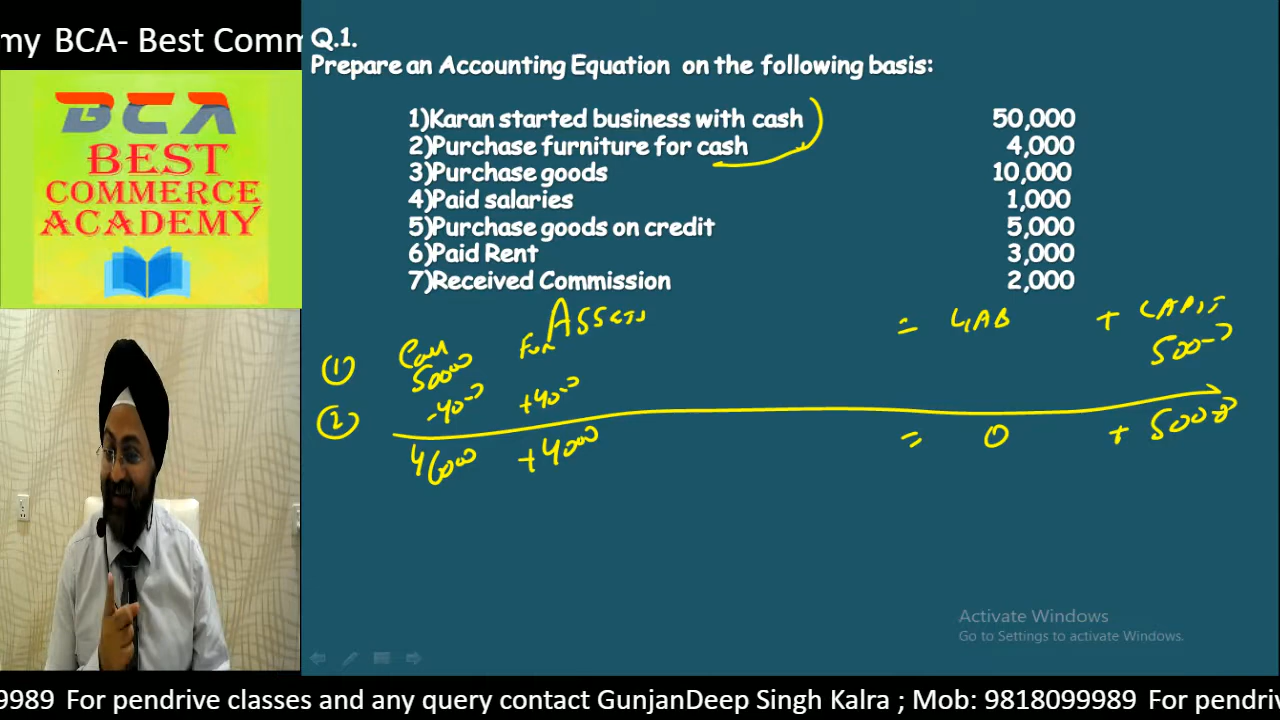 my BCA- Best Comm
BCA
BEST
COMMERCE
ACADEMY
Q.1.
Prepare an Accounting Equation on the following basis:
1)Karan started business with cash 50,000
2)Purchase furniture for cash 4,000
3)Purchase goods 10,000
4)Paid salaries 1,000
5)Purchase goods on credit 5,000
6)Paid Rent 3,000
7)Received Commission 2,000
Assets = LIAB +
1 Cash Fur
50000
2 -4000 +4000
46000 +4000 = 0 + 50000
Activate Windows
Go to Settings to activate Windows.
9989 For pendrive classes and any query contact GunjanDeep Singh Kalra ; Mob: 9818099989 For pendriv